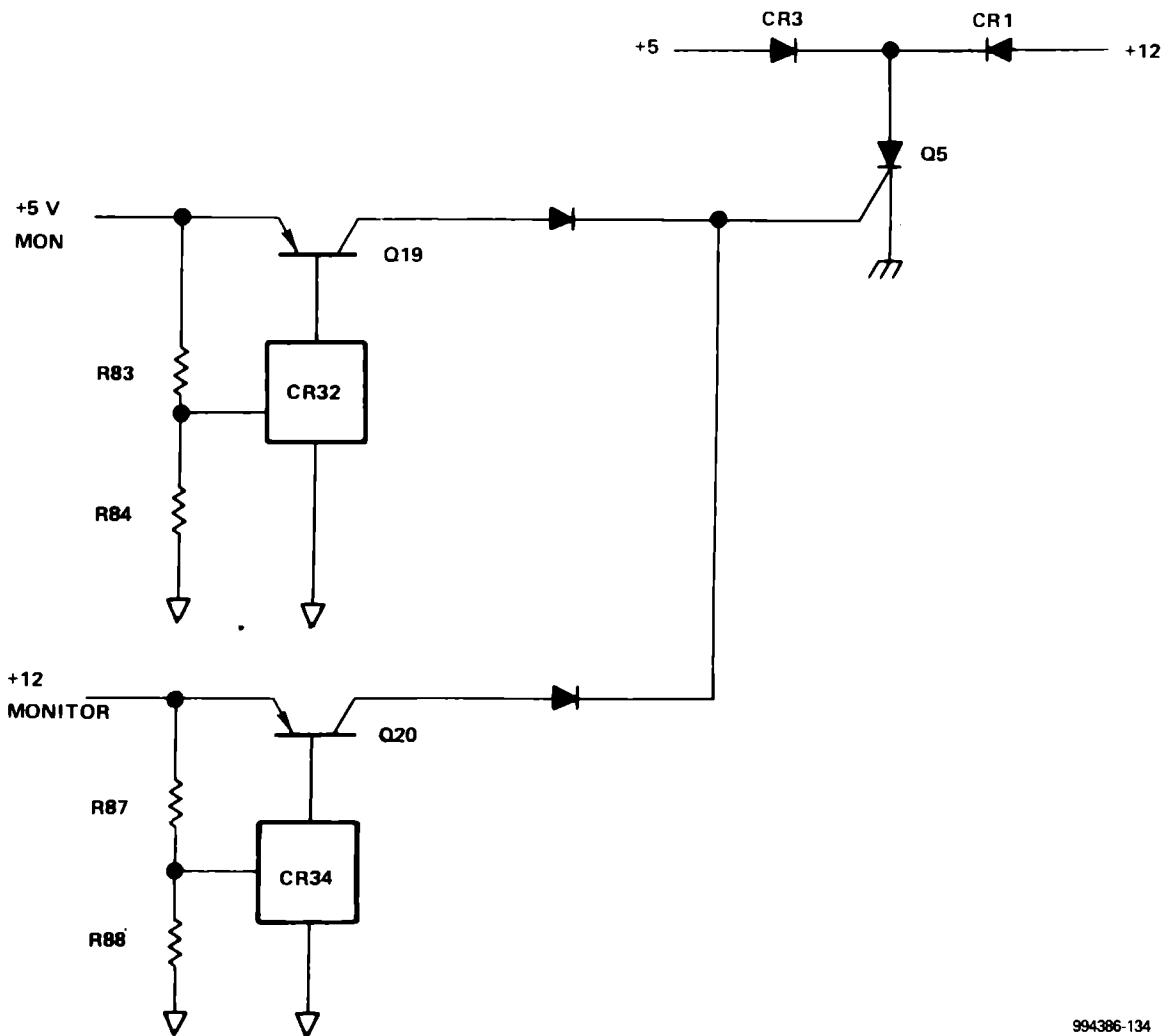 CR3
CR1
+5
+12
Q5
+5 V
MON
Q19
R83
CR32
R84
+12
MONITOR
Q20
R87
CR34
R88
994386-134